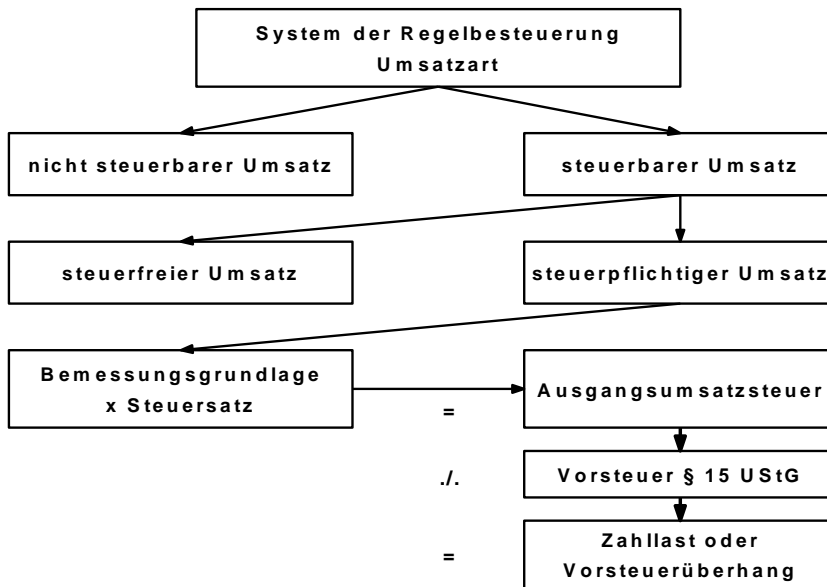 System der Regelbesteuerung
Umsatzart
nicht steuerbarer Umsatz
steuerbarer Umsatz
steuerfreier Umsatz
steuerpflichtiger Umsatz
Bemessungsgrundlage
x Steuersatz
=
Ausgangsumsatzsteuer
./.
Vorsteuer § 15 UStG
=
Zahllast oder
Vorsteuerüberhang